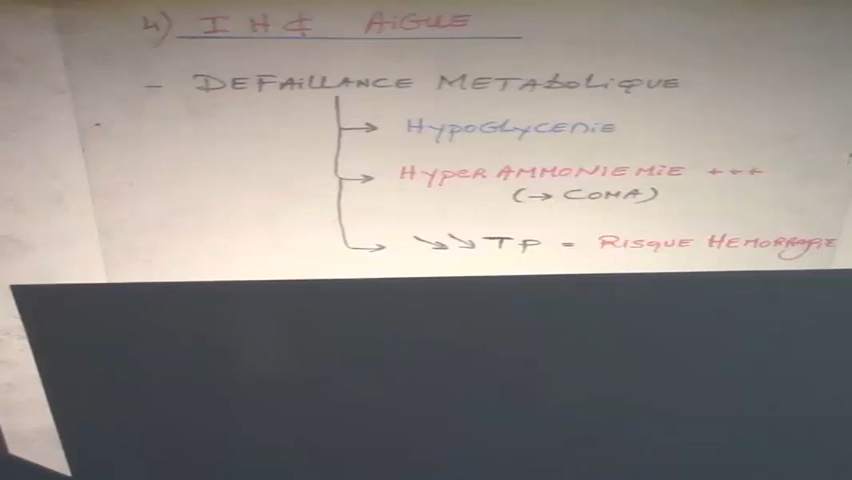 4) I H ₵ AiGUE
- DEFAiLLANCE METABOLiQUE
→ HYPOGLYCEMiE
→ HYPERAMMONIEMiE +++
(→ COMA)
→ ↘↘ TP = RiSQUE HEMORRAGiE